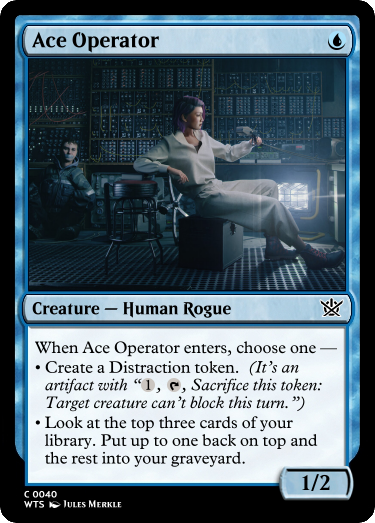 Ace Operator
Creature — Human Rogue
When Ace Operator enters, choose one —
• Create a Distraction token. (It's an
artifact with “1, , Sacrifice this token:
Target creature can't block this turn.”)
• Look at the top three cards of your
library. Put up to one back on top and
the rest into your graveyard.
1/2
C 0040
WTS Jules Merkle